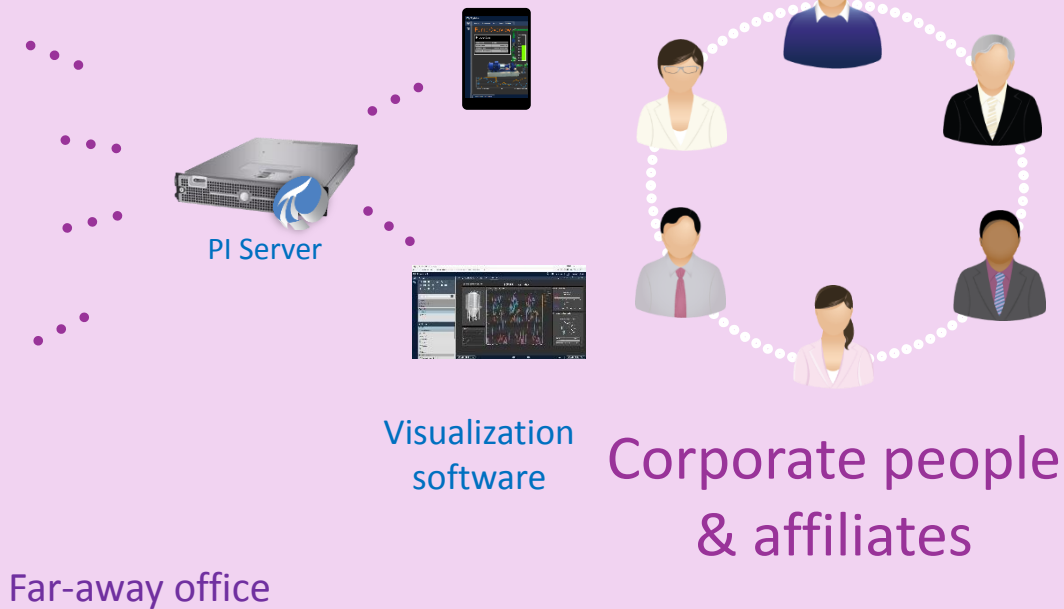 PI Server
Visualization
software
Corporate people
& affiliates
Far-away office